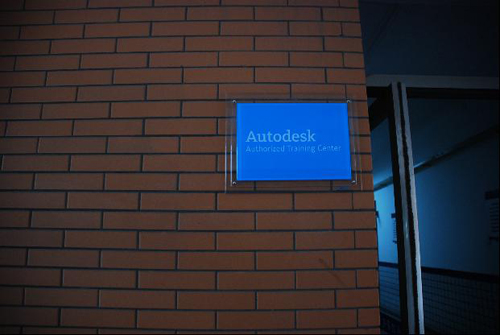 Autodesk
Authorized Training Center